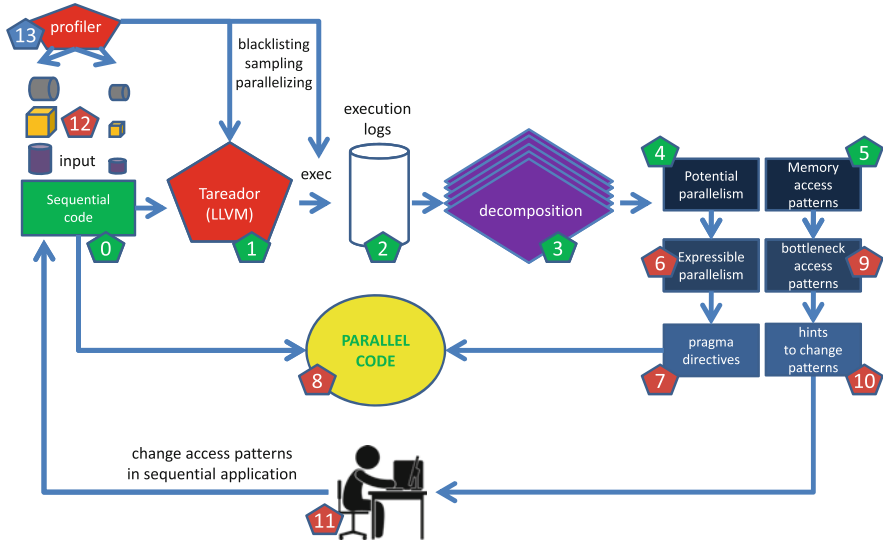 profiler
13
blacklisting
sampling
parallelizing
12
input
execution
logs
exec
Sequential
code
0
Tareador
(LLVM)
1
2
decomposition
3
4
Potential
parallelism
5
Memory
access
patterns
6
Expressible
parallelism
9
bottleneck
access
patterns
PARALLEL
CODE
8
pragma
directives
7
hints
to change
patterns
10
change access patterns
in sequential application
11